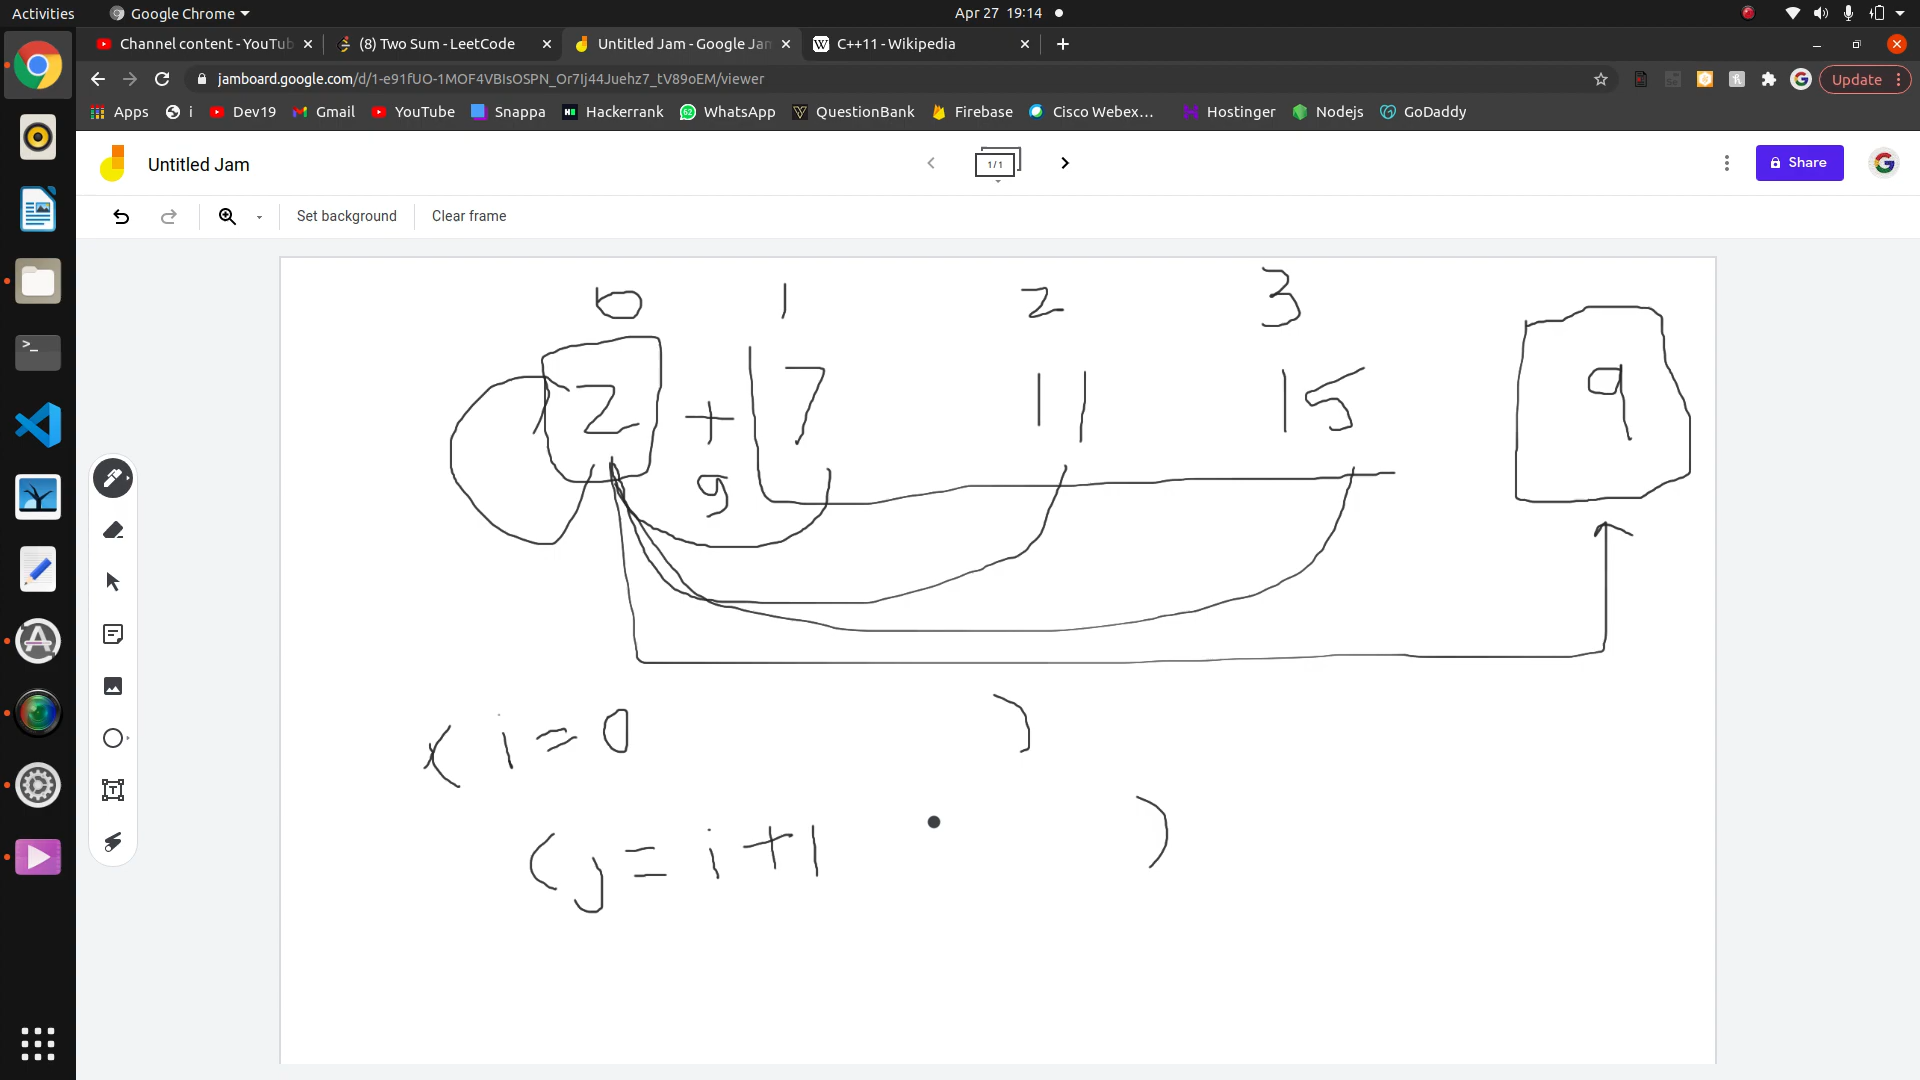 Activities
Google Chrome
Apr 27 19:14
Channel content - YouTub
(8) Two Sum - LeetCode
Untitled Jam - Google Jam
C++11 - Wikipedia
jamboard.google.com/d/1-e91fUO-1MOF4VBIsOSPN_Or7Ij44Juehz7_tV89oEM/viewer
Update
Apps
i
Dev19
Gmail
YouTube
Snappa
Hackerrank
WhatsApp
QuestionBank
Firebase
Cisco Webex...
Hostinger
Nodejs
GoDaddy
Untitled Jam
1/1
Share
Set background
Clear frame
0 1 2 3
2 + 7 11 15 9
9
( i = 0 )
( j = i + 1 )